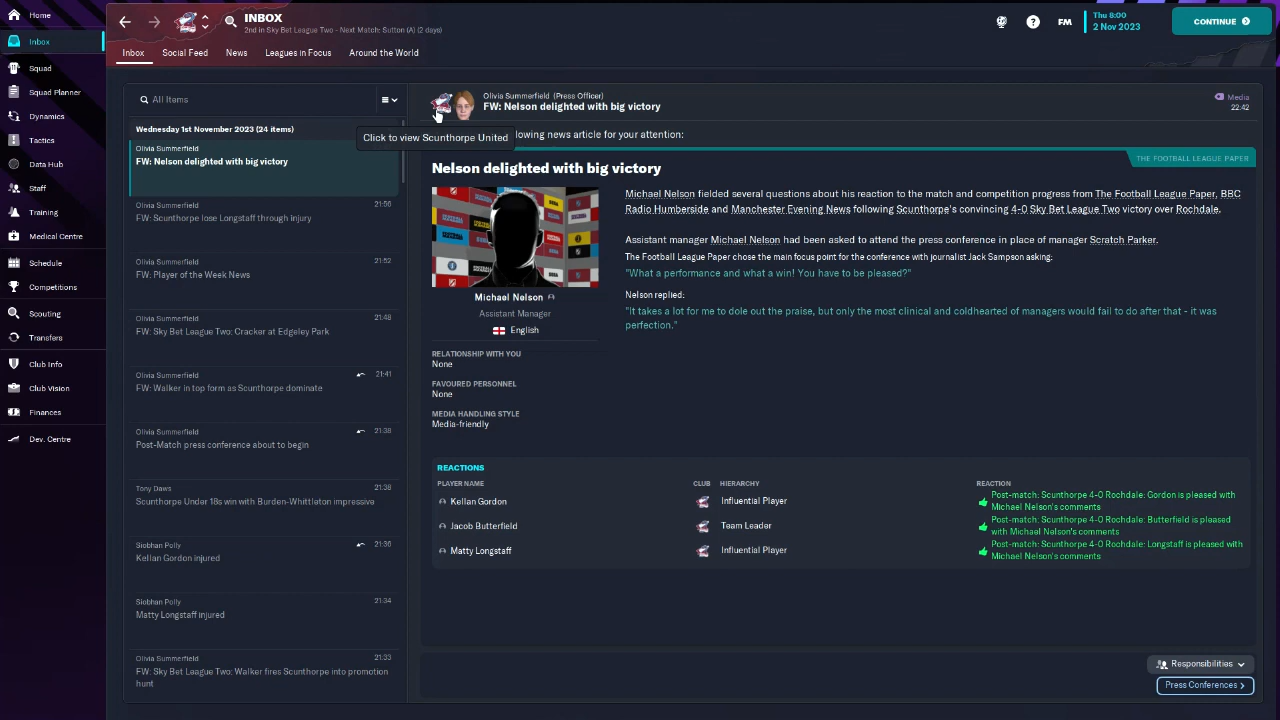 Home
Inbox
Squad
Squad Planner
Dynamics
Tactics
Data Hub
Staff
Training
Medical Centre
Schedule
Competitions
Scouting
Transfers
Club Info
Club Vision
Finances
Dev. Centre
INBOX
2nd in Sky Bet League Two - Next Match: Sutton (A) (2 days)
FM
Thu 8:00
2 Nov 2023
CONTINUE
Inbox
Social Feed
News
Leagues in Focus
Around the World
All Items
Wednesday 1st November 2023 (24 items)
Olivia Summerfield
FW: Nelson delighted with big victory
Olivia Summerfield 21:56
FW: Scunthorpe lose Longstaff through injury
Olivia Summerfield 21:52
FW: Player of the Week News
Olivia Summerfield 21:48
FW: Sky Bet League Two: Cracker at Edgeley Park
Olivia Summerfield 21:41
FW: Walker in top form as Scunthorpe dominate
Olivia Summerfield 21:38
Post-Match press conference about to begin
Tony Daws 21:38
Scunthorpe Under 18s win with Burden-Whittleton impressive
Siobhan Polly 21:36
Kellan Gordon injured
Siobhan Polly 21:34
Matty Longstaff injured
Olivia Summerfield 21:33
FW: Sky Bet League Two: Walker fires Scunthorpe into promotion
hunt
Olivia Summerfield (Press Officer)
FW: Nelson delighted with big victory
Media
22:42
Click to view Scunthorpe United
lowing news article for your attention:
THE FOOTBALL LEAGUE PAPER
Nelson delighted with big victory
Michael Nelson
Assistant Manager
English
RELATIONSHIP WITH YOU
None
FAVOURED PERSONNEL
None
MEDIA HANDLING STYLE
Media-friendly
Michael Nelson fielded several questions about his reaction to the match and competition progress from The Football League Paper, BBC
Radio Humberside and Manchester Evening News following Scunthorpe's convincing 4-0 Sky Bet League Two victory over Rochdale.
Assistant manager Michael Nelson had been asked to attend the press conference in place of manager Scratch Parker.
The Football League Paper chose the main focus point for the conference with journalist Jack Sampson asking:
"What a performance and what a win! You have to be pleased?"
Nelson replied:
"It takes a lot for me to dole out the praise, but only the most clinical and coldhearted of managers would fail to do after that - it was
perfection."
REACTIONS
PLAYER NAME CLUB HIERARCHY REACTION
Kellan Gordon Influential Player Post-match: Scunthorpe 4-0 Rochdale: Gordon is pleased with
Michael Nelson's comments
Jacob Butterfield Team Leader Post-match: Scunthorpe 4-0 Rochdale: Butterfield is pleased
with Michael Nelson's comments
Matty Longstaff Influential Player Post-match: Scunthorpe 4-0 Rochdale: Longstaff is pleased with
Michael Nelson's comments
Responsibilities
Press Conferences